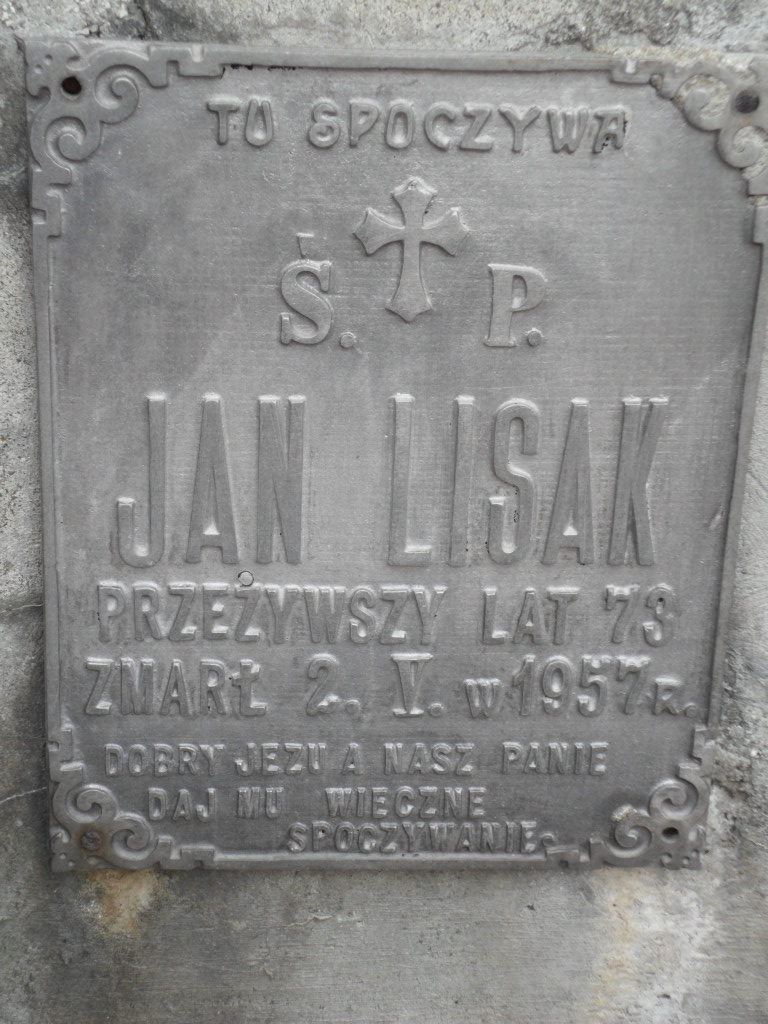 TU SPOCZYWA
Ś. P.
JAN LISAK
PRZEŻYWSZY LAT 73
ZMARŁ 2. V. w 1957 r.
DOBRY JEZU A NASZ PANIE
DAJ MU WIECZNE
SPOCZYWANIE.